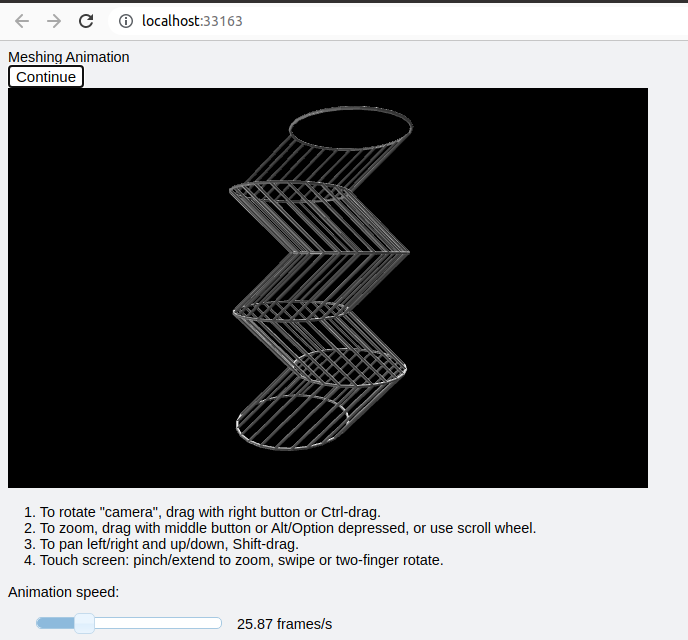 localhost:33163
Meshing Animation
Continue
1. To rotate "camera", drag with right button or Ctrl-drag.
2. To zoom, drag with middle button or Alt/Option depressed, or use scroll wheel.
3. To pan left/right and up/down, Shift-drag.
4. Touch screen: pinch/extend to zoom, swipe or two-finger rotate.
Animation speed:
25.87 frames/s